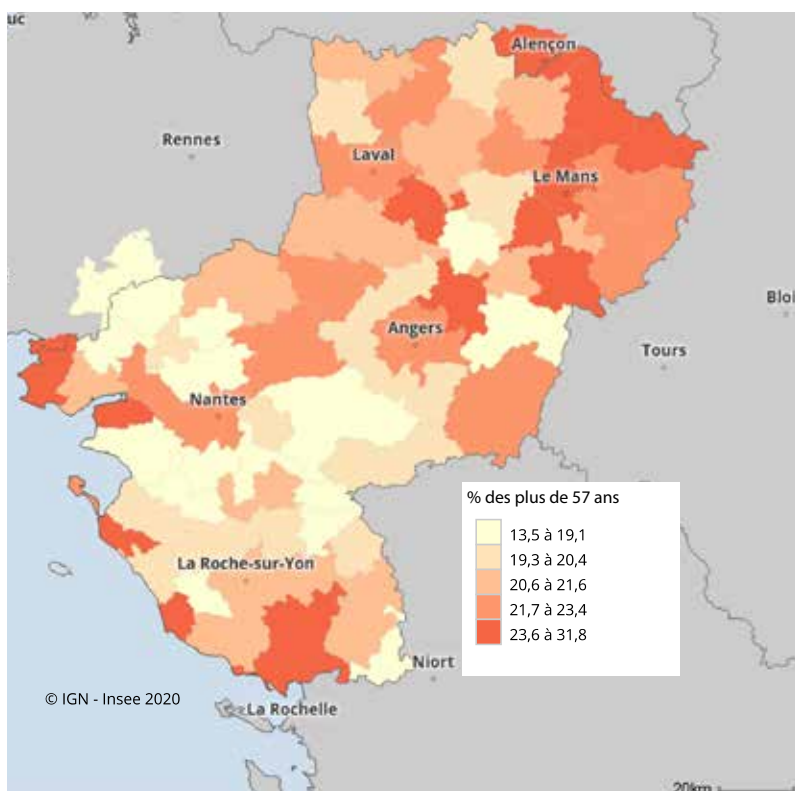 uc
Alençon
Rennes
Laval
Le Mans
Bloi
Angers
Tours
Nantes
% des plus de 57 ans
13,5 à 19,1
19,3 à 20,4
20,6 à 21,6
21,7 à 23,4
23,6 à 31,8
La Roche-sur-Yon
Niort
© IGN - Insee 2020
La Rochelle
20km